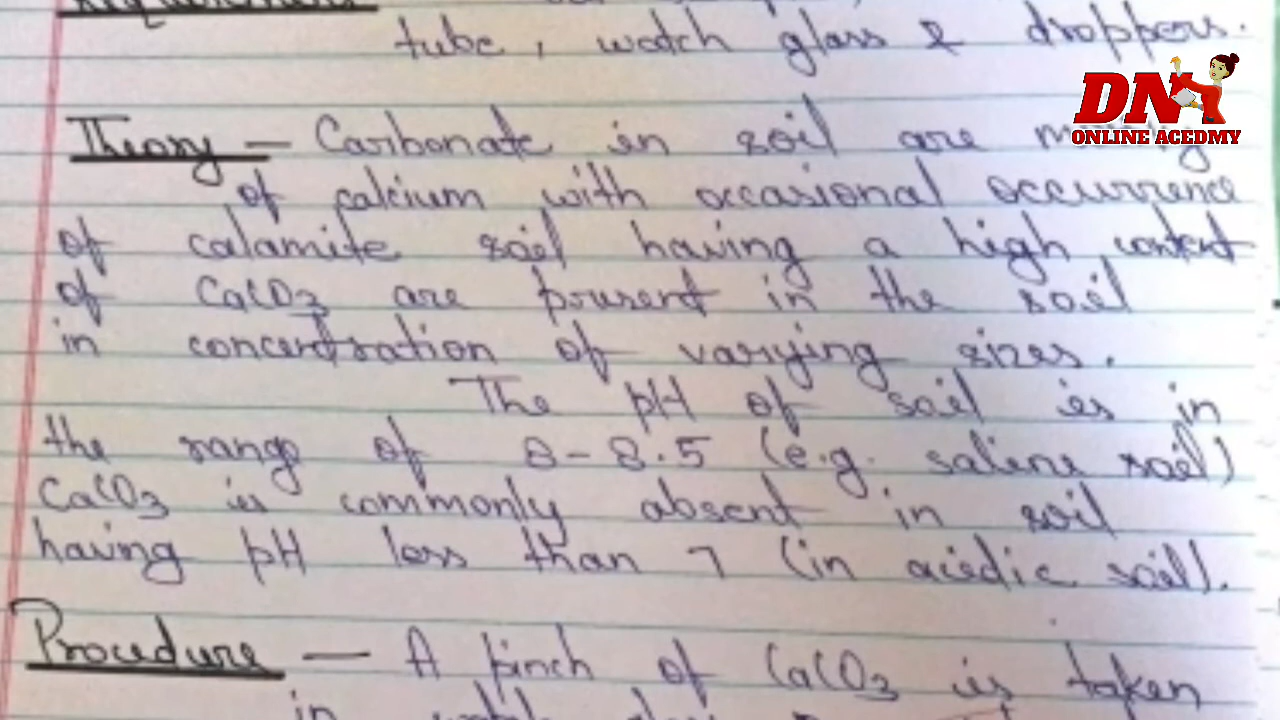 tube, watch glass & droppers.
DN
ONLINE ACEDMY
Theory - Carbonate in soil are
of calcium with occasional occurrence
of calamite soil having a high content
of CaCO3 are present in the soil
in concentration of varying sizes.
The pH of soil is in
the range of 8-8.5 (e.g. saline soil)
CaCO3 is commonly absent in soil
having pH less than 7 (in acidic soil).
Procedure - A pinch of CaCO3 is taken
in